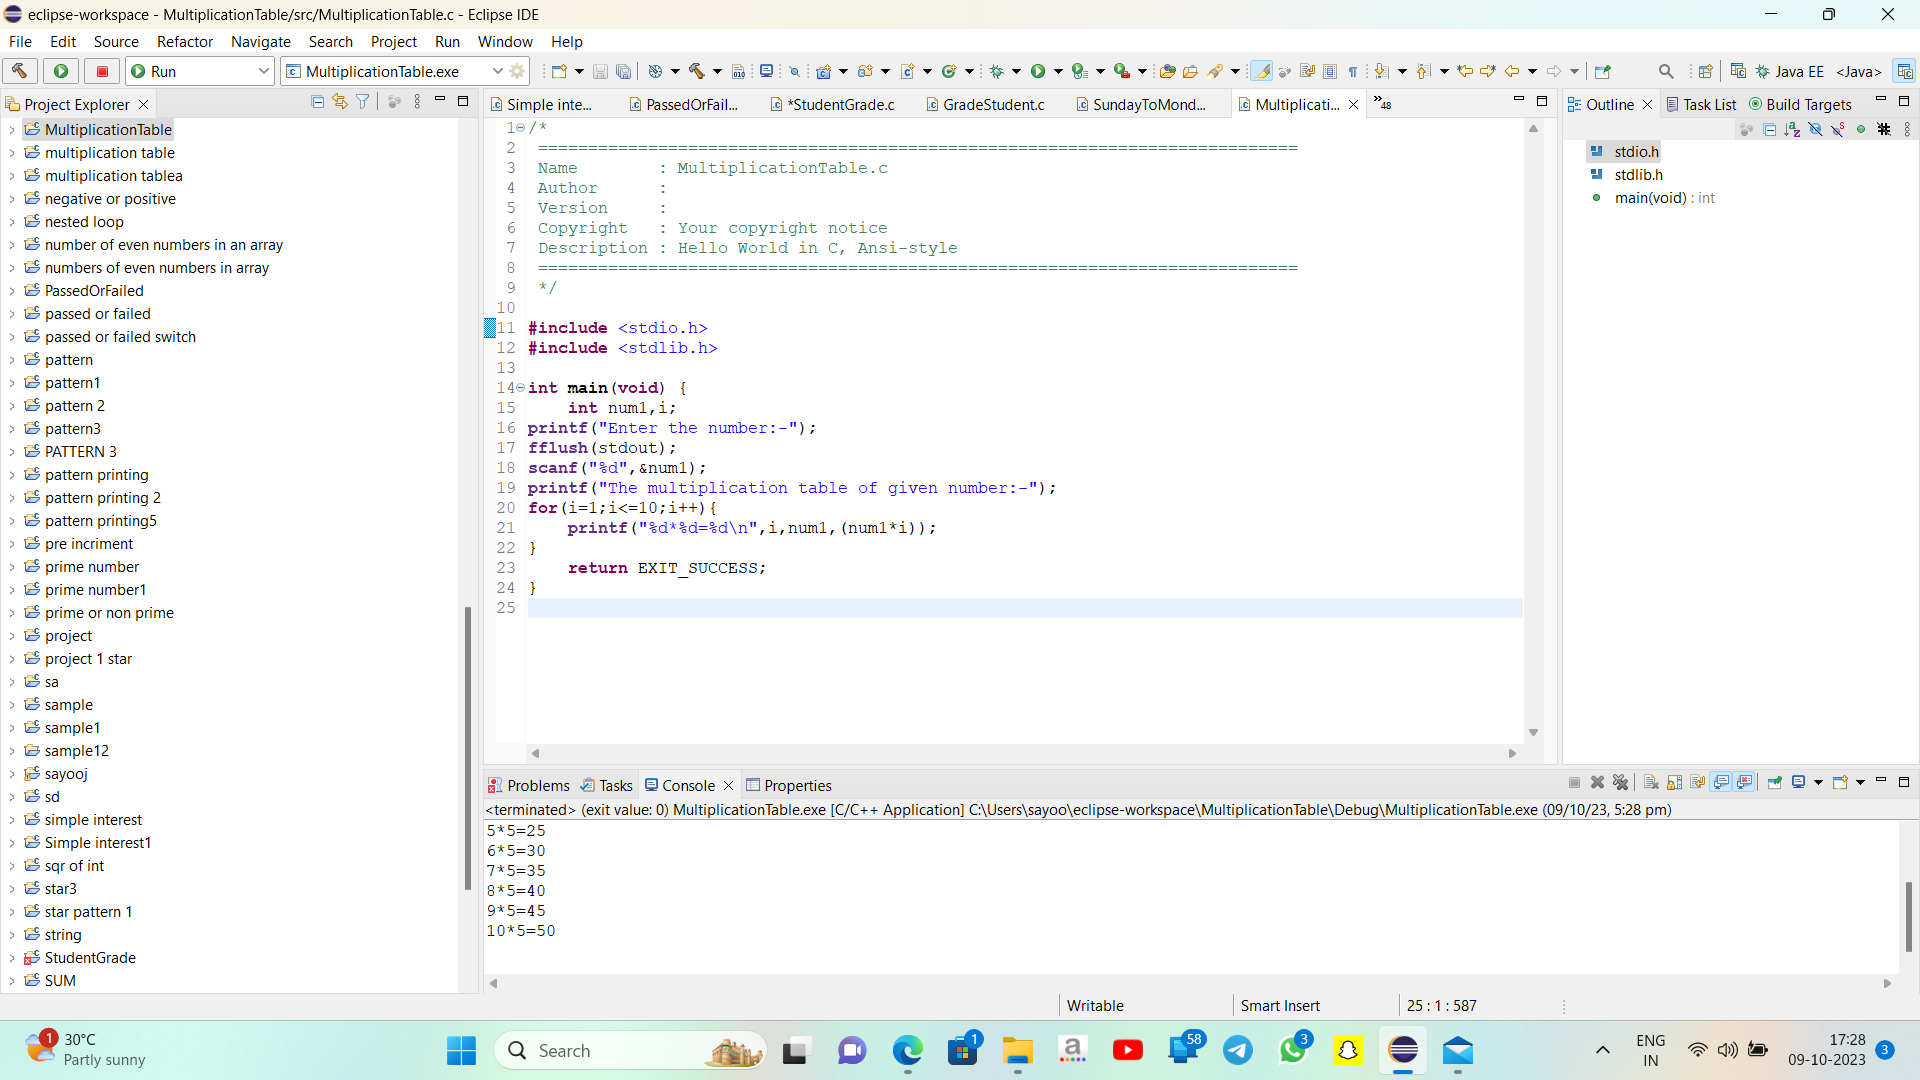 eclipse-workspace - MultiplicationTable/src/MultiplicationTable.c - Eclipse IDE
File Edit Source Refactor Navigate Search Project Run Window Help
Run MultiplicationTable.exe Java EE <Java>
Project Explorer
MultiplicationTable
multiplication table
multiplication tablea
negative or positive
nested loop
number of even numbers in an array
numbers of even numbers in array
PassedOrFailed
passed or failed
passed or failed switch
pattern
pattern1
pattern 2
pattern3
PATTERN 3
pattern printing
pattern printing 2
pattern printing5
pre incriment
prime number
prime number1
prime or non prime
project
project 1 star
sa
sample
sample1
sample12
sayooj
sd
simple interest
Simple interest1
sqr of int
star3
star pattern 1
string
StudentGrade
SUM
Simple inte... PassedOrFail... *StudentGrade.c GradeStudent.c SundayToMond... Multiplicati... »48
1 /*
2 ============================================================================
3 Name : MultiplicationTable.c
4 Author :
5 Version :
6 Copyright : Your copyright notice
7 Description : Hello World in C, Ansi-style
8 ============================================================================
9 */
10
11 #include <stdio.h>
12 #include <stdlib.h>
13
14 int main(void) {
15 int num1,i;
16 printf("Enter the number:-");
17 fflush(stdout);
18 scanf("%d",&num1);
19 printf("The multiplication table of given number:-");
20 for(i=1;i<=10;i++){
21 printf("%d*%d=%d\n",i,num1,(num1*i));
22 }
23 return EXIT_SUCCESS;
24 }
25
Outline Task List Build Targets
stdio.h
stdlib.h
main(void) : int
Problems Tasks Console Properties
<terminated> (exit value: 0) MultiplicationTable.exe [C/C++ Application] C:\Users\sayoo\eclipse-workspace\MultiplicationTable\Debug\MultiplicationTable.exe (09/10/23, 5:28 pm)
5*5=25
6*5=30
7*5=35
8*5=40
9*5=45
10*5=50
Writable Smart Insert 25 : 1 : 587
1 30°C
Partly sunny
Search
1
a
58
3
ENG
IN
17:28
09-10-2023
3